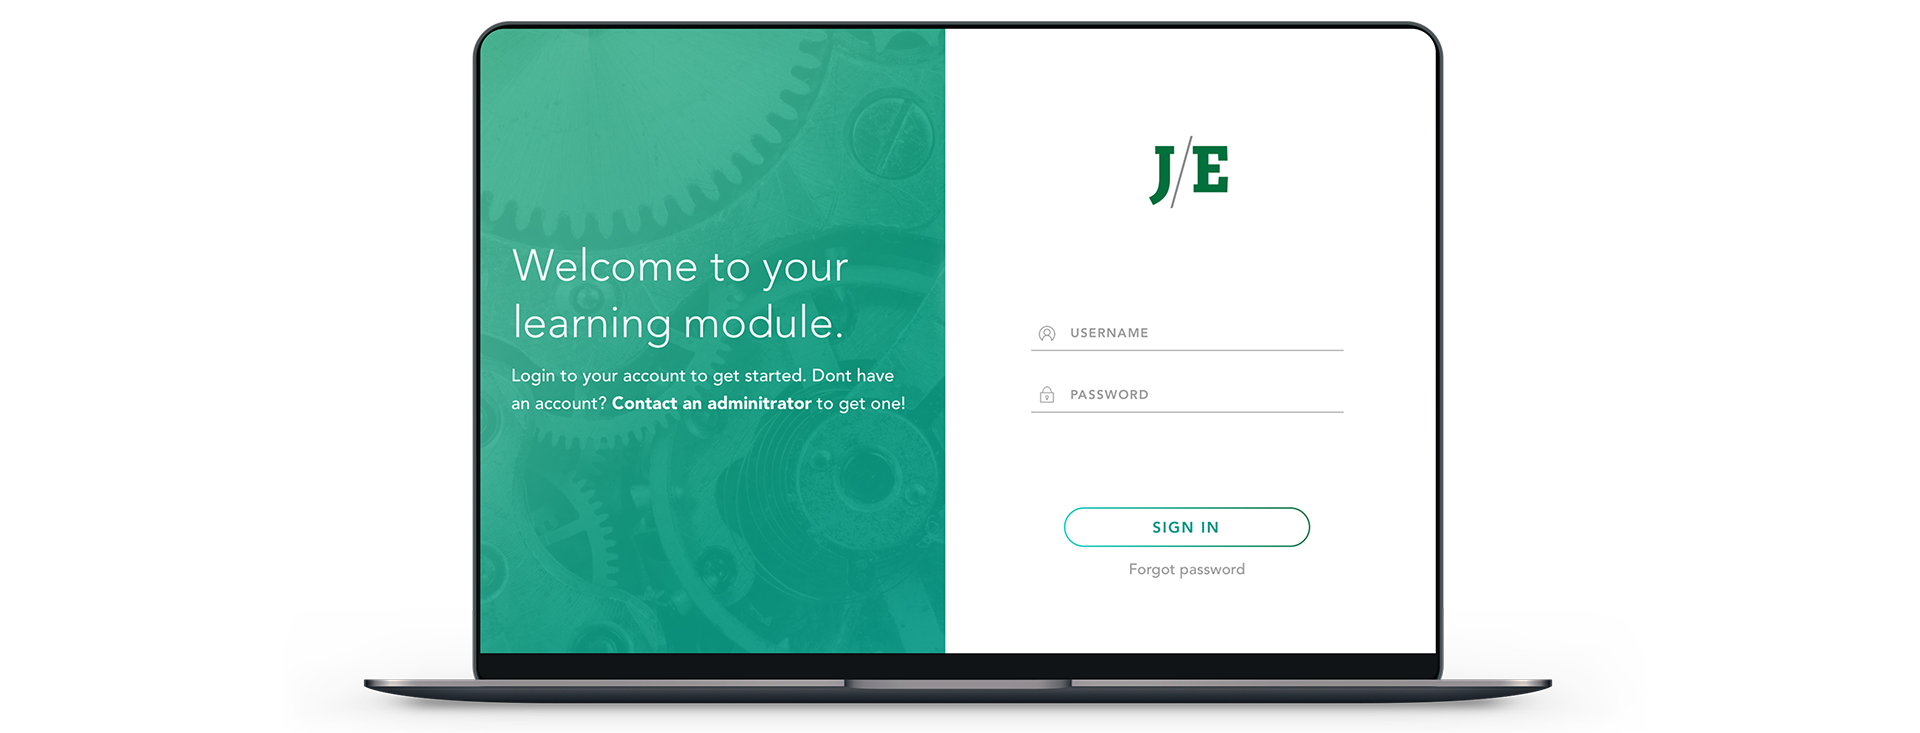 Welcome to your
learning module.
Login to your account to get started. Dont have
an account? Contact an adminitrator to get one!
J/E
USERNAME
PASSWORD
SIGN IN
Forgot password